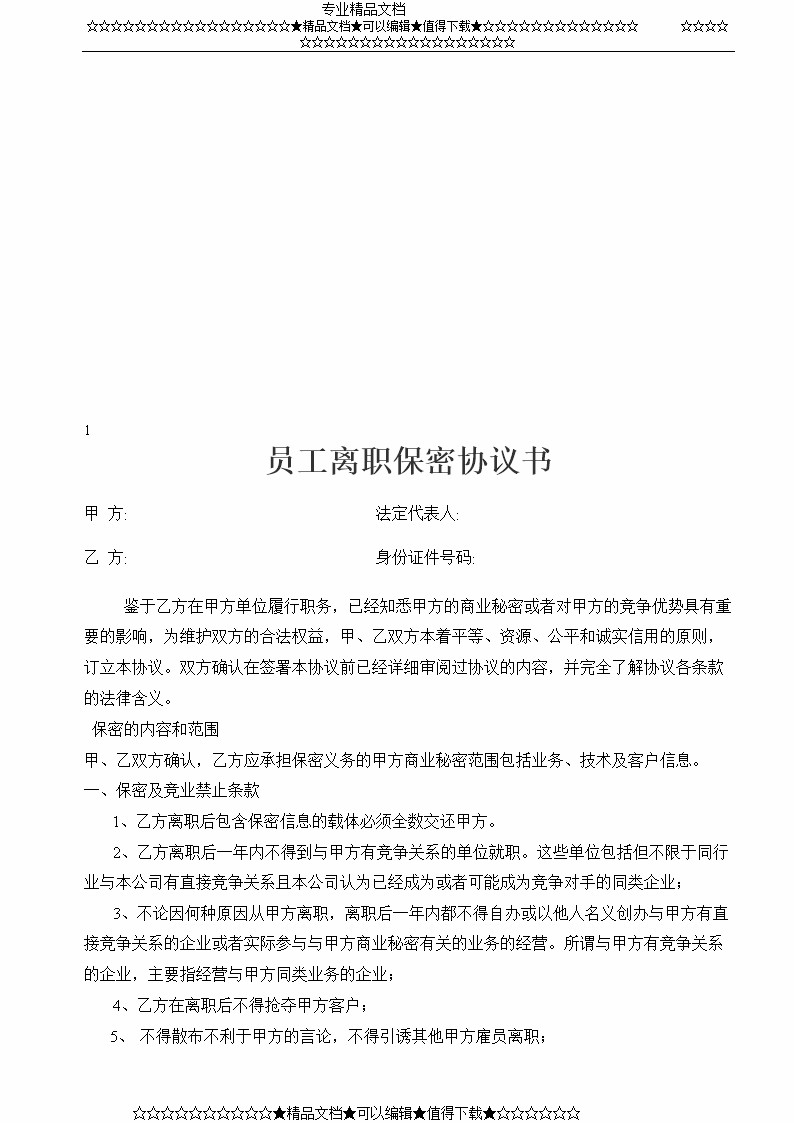 专业精品文档
☆☆☆☆☆☆☆☆☆☆☆☆☆☆☆☆☆★精品文档★可以编辑★值得下载★☆☆☆☆☆☆☆☆☆☆☆☆☆ ☆☆☆☆
☆☆☆☆☆☆☆☆☆☆☆☆☆☆☆☆☆☆
1
员工离职保密协议书
甲 方: 法定代表人:
乙 方: 身份证件号码:
鉴于乙方在甲方单位履行职务，已经知悉甲方的商业秘密或者对甲方的竞争优势具有重
要的影响，为维护双方的合法权益，甲、乙双方本着平等、资源、公平和诚实信用的原则，
订立本协议。双方确认在签署本协议前已经详细审阅过协议的内容，并完全了解协议各条款
的法律含义。
保密的内容和范围
甲、乙双方确认，乙方应承担保密义务的甲方商业秘密范围包括业务、技术及客户信息。
一、保密及竞业禁止条款
1、乙方离职后包含保密信息的载体必须全数交还甲方。
2、乙方离职后一年内不得到与甲方有竞争关系的单位就职。这些单位包括但不限于同行
业与本公司有直接竞争关系且本公司认为已经成为或者可能成为竞争对手的同类企业；
3、不论因何种原因从甲方离职，离职后一年内都不得自办或以他人名义创办与甲方有直
接竞争关系的企业或者实际参与与甲方商业秘密有关的业务的经营。所谓与甲方有竞争关系
的企业，主要指经营与甲方同类业务的企业；
4、乙方在离职后不得抢夺甲方客户；
5、 不得散布不利于甲方的言论，不得引诱其他甲方雇员离职；
☆☆☆☆☆☆☆☆☆☆★精品文档★可以编辑★值得下载★☆☆☆☆☆☆